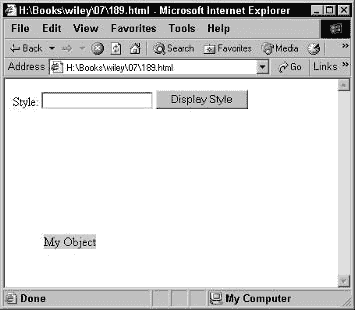 H:\Books\wiley\07\189.html - Microsoft Internet Explorer
File Edit View Favorites Tools Help
Back Search Favorites Media »
Address H:\Books\wiley\07\189.html Go Links »
Style: Display Style
My Object
Done My Computer